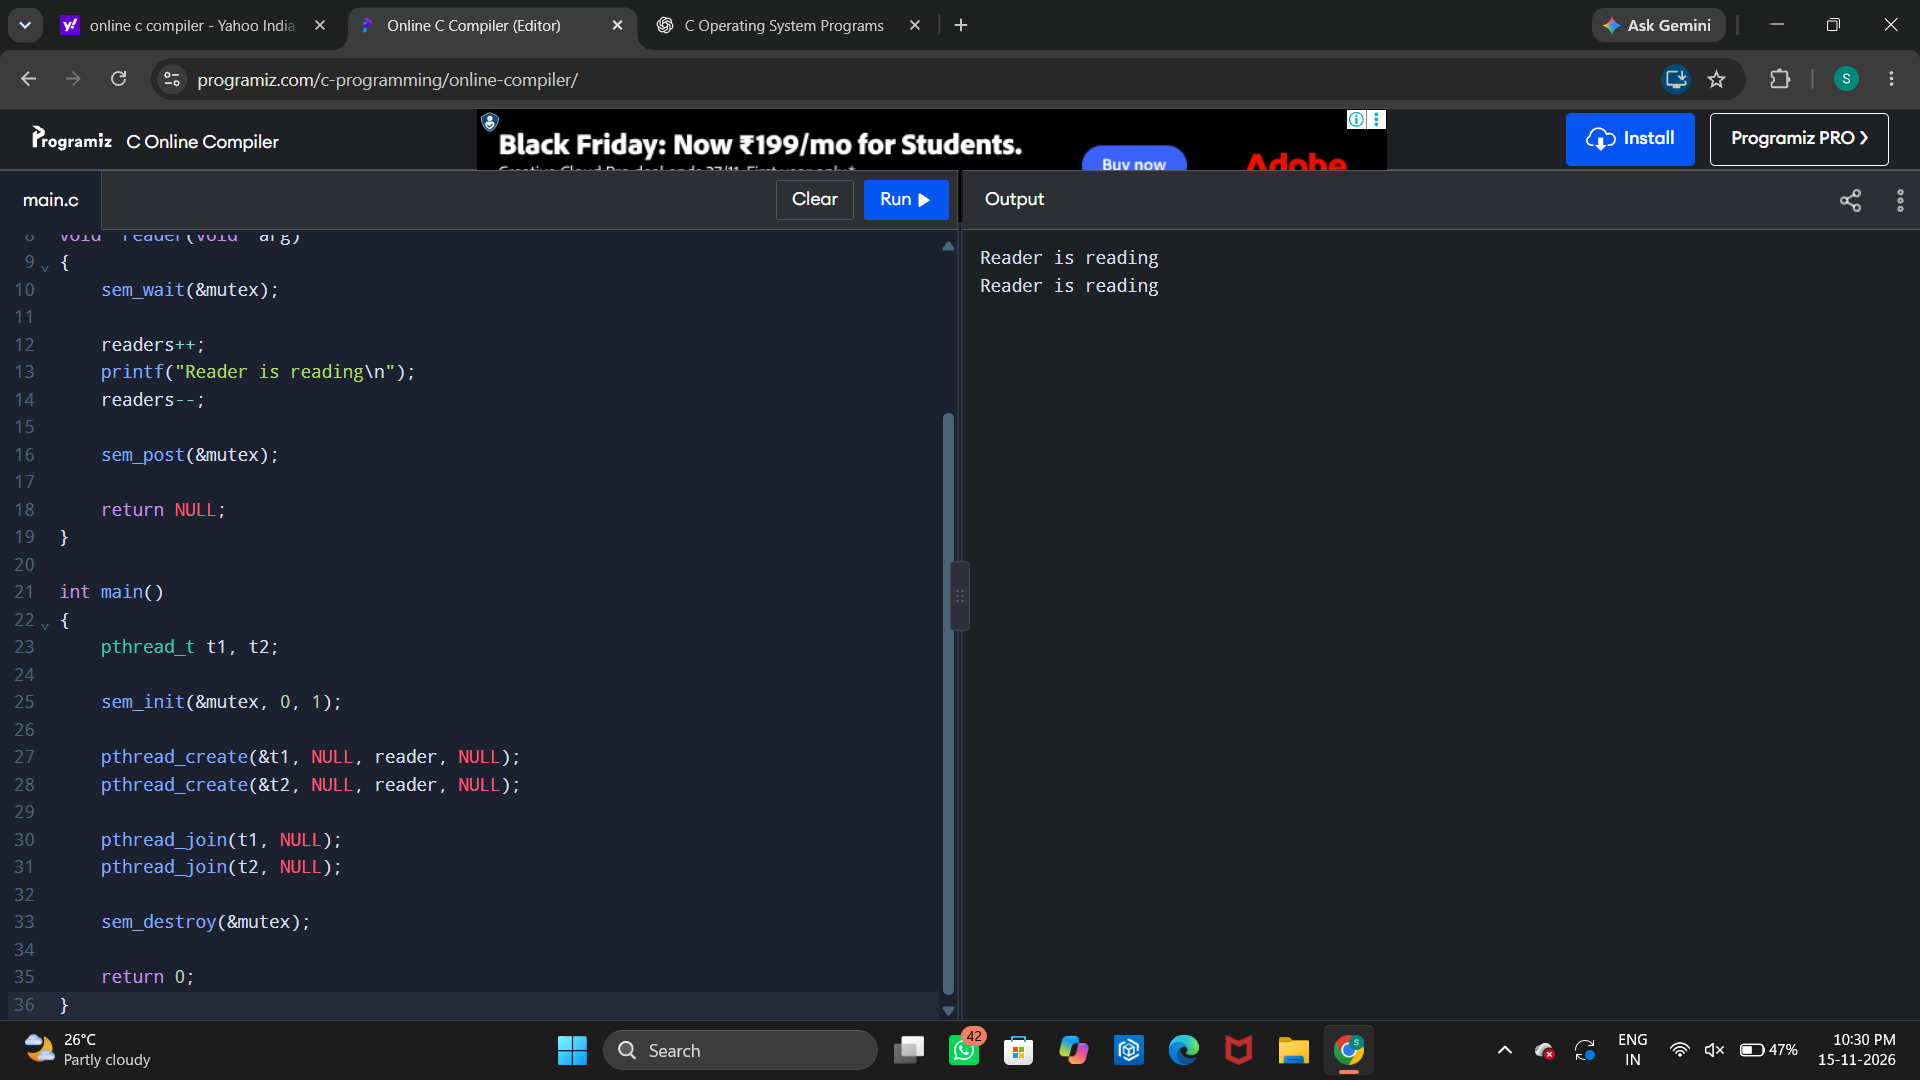 online c compiler - Yahoo India
Online C Compiler (Editor)
C Operating System Programs
Ask Gemini
programiz.com/c-programming/online-compiler/
S
Programiz C Online Compiler
Black Friday: Now ₹199/mo for Students.
Buy now
Adobe
Install
Programiz PRO
main.c
Clear
Run
Output
8 void *reader(void *arg)
9 {
10 sem_wait(&mutex);
11
12 readers++;
13 printf("Reader is reading\n");
14 readers--;
15
16 sem_post(&mutex);
17
18 return NULL;
19 }
20
21 int main()
22 {
23 pthread_t t1, t2;
24
25 sem_init(&mutex, 0, 1);
26
27 pthread_create(&t1, NULL, reader, NULL);
28 pthread_create(&t2, NULL, reader, NULL);
29
30 pthread_join(t1, NULL);
31 pthread_join(t2, NULL);
32
33 sem_destroy(&mutex);
34
35 return 0;
36 }
Reader is reading
Reader is reading
26°C
Partly cloudy
Search
42
S
ENG
IN
47%
10:30 PM
15-11-2026